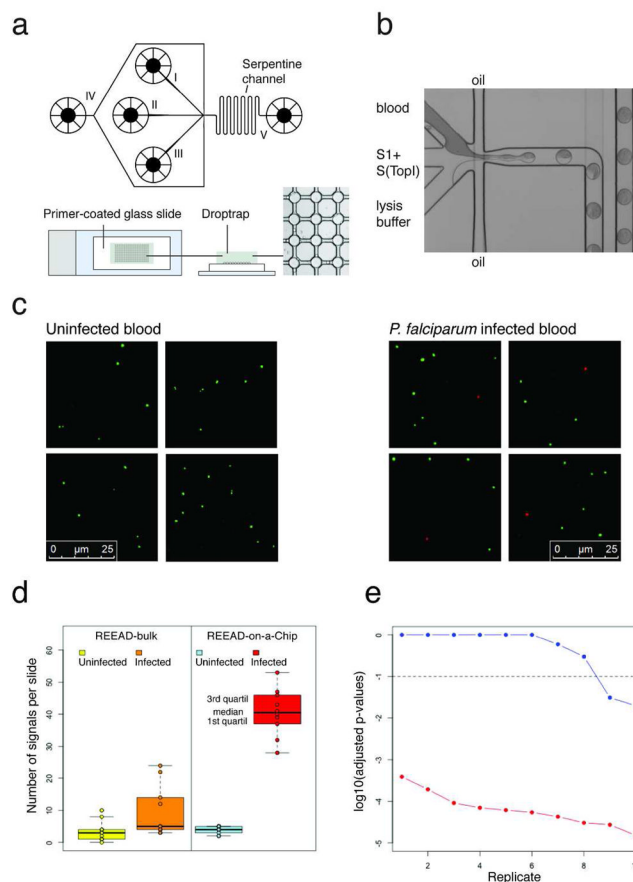 a
IV
I
II
III
Serpentine
channel
V
Primer-coated glass slide
Droptrap
b
oil
blood
S1+
S(TopI)
lysis
buffer
oil
c
Uninfected blood
P. falciparum infected blood
0 µm 25
0 µm 25
d
REEAD-bulk
REEAD-on-a-Chip
Uninfected
Infected
Uninfected
Infected
3rd quartil
median
1st quartil
Number of signals per slide
60
50
40
30
20
10
0
e
log10(adjusted p-values)
0
-1
-2
-3
-4
-5
2
4
6
8
Replicate